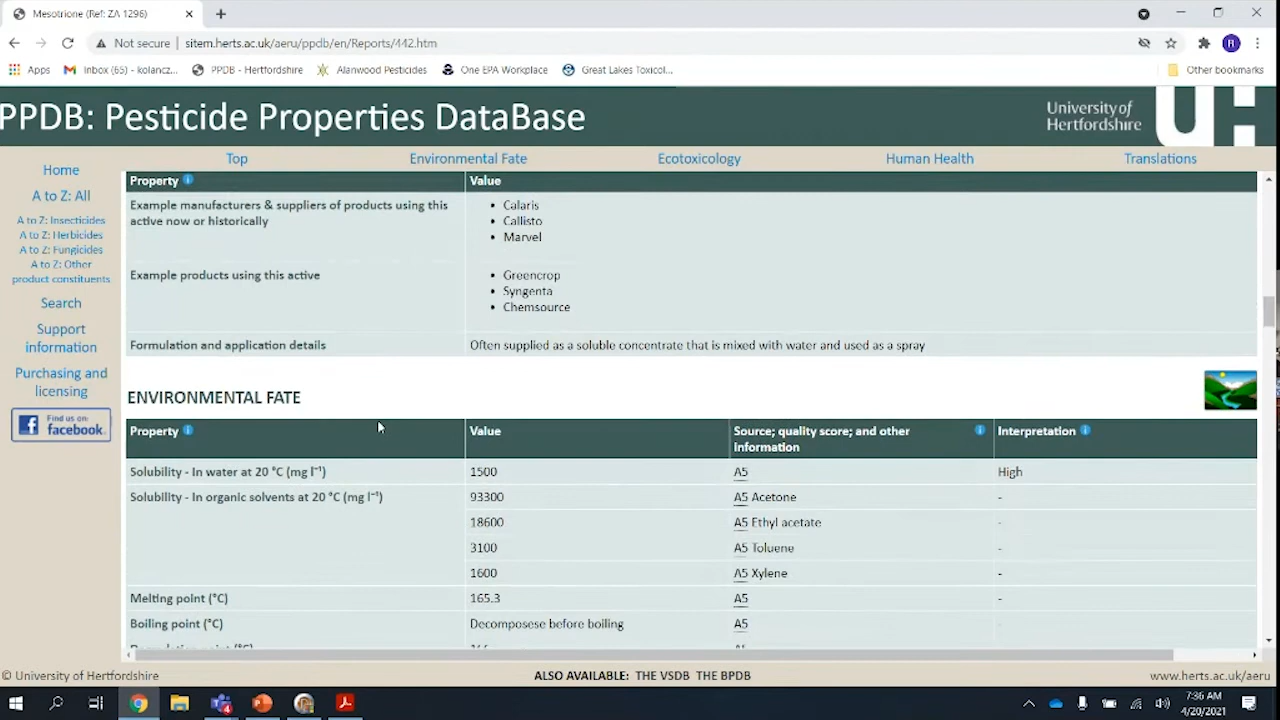 Mesotrione (Ref: ZA 1296)
Not secure | sitem.herts.ac.uk/aeru/ppdb/en/Reports/442.htm
R
Apps Inbox (65) - kolancz... PPDB - Hertfordshire Alanwood Pesticides One EPA Workplace Great Lakes Toxicol... Other bookmarks
PPDB: Pesticide Properties DataBase
University of
Hertfordshire
UH
Top Environmental Fate Ecotoxicology Human Health Translations
Home
A to Z: All
A to Z: Insecticides
A to Z: Herbicides
A to Z: Fungicides
A to Z: Other
product constituents
Search
Support
information
Purchasing and
licensing
Find us on:
facebook.
Property Value
Example manufacturers & suppliers of products using this
active now or historically
• Calaris
• Callisto
• Marvel
Example products using this active
• Greencrop
• Syngenta
• Chemsource
Formulation and application details Often supplied as a soluble concentrate that is mixed with water and used as a spray
ENVIRONMENTAL FATE
Property Value Source; quality score; and other
information
Interpretation
Solubility - In water at 20 °C (mg l⁻¹) 1500 A5 High
Solubility - In organic solvents at 20 °C (mg l⁻¹) 93300 A5 Acetone -
18600 A5 Ethyl acetate -
3100 A5 Toluene -
1600 A5 Xylene -
Melting point (°C) 165.3 A5 -
Boiling point (°C) Decomposese before boiling A5 -
© University of Hertfordshire ALSO AVAILABLE: THE VSDB THE BPDB www.herts.ac.uk/aeru
7:36 AM
4/20/2021